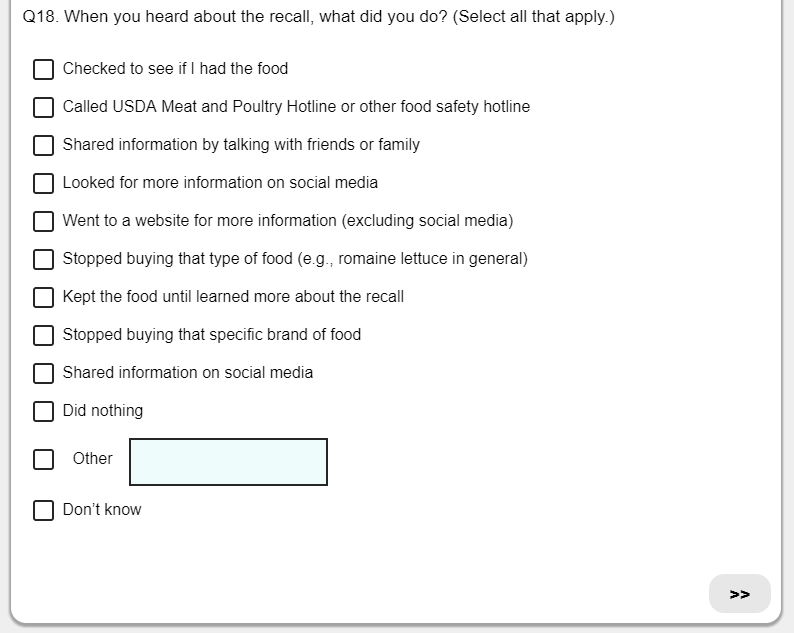 Q18. When you heard about the recall, what did you do? (Select all that apply.)
Checked to see if I had the food
Called USDA Meat and Poultry Hotline or other food safety hotline
Shared information by talking with friends or family
Looked for more information on social media
Went to a website for more information (excluding social media)
Stopped buying that type of food (e.g., romaine lettuce in general)
Kept the food until learned more about the recall
Stopped buying that specific brand of food
Shared information on social media
Did nothing
Other
Don’t know
>>